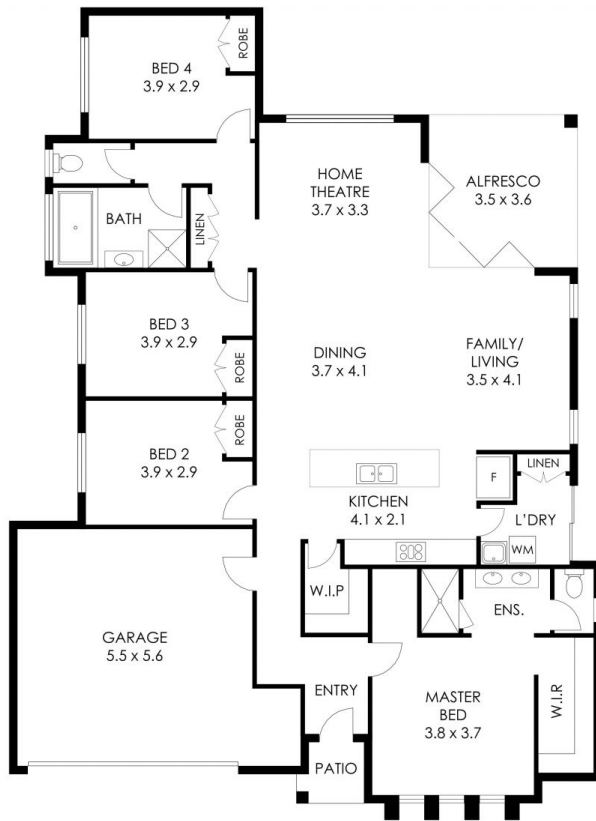 BED 4
3.9 x 2.9
ROBE
HOME
THEATRE
3.7 x 3.3
ALFRESCO
3.5 x 3.6
BATH
LINEN
BED 3
3.9 x 2.9
ROBE
DINING
3.7 x 4.1
FAMILY/
LIVING
3.5 x 4.1
BED 2
3.9 x 2.9
ROBE
KITCHEN
4.1 x 2.1
F
LINEN
L'DRY
WM
W.I.P
ENS.
GARAGE
5.5 x 5.6
ENTRY
MASTER
BED
3.8 x 3.7
W.I.R
PATIO